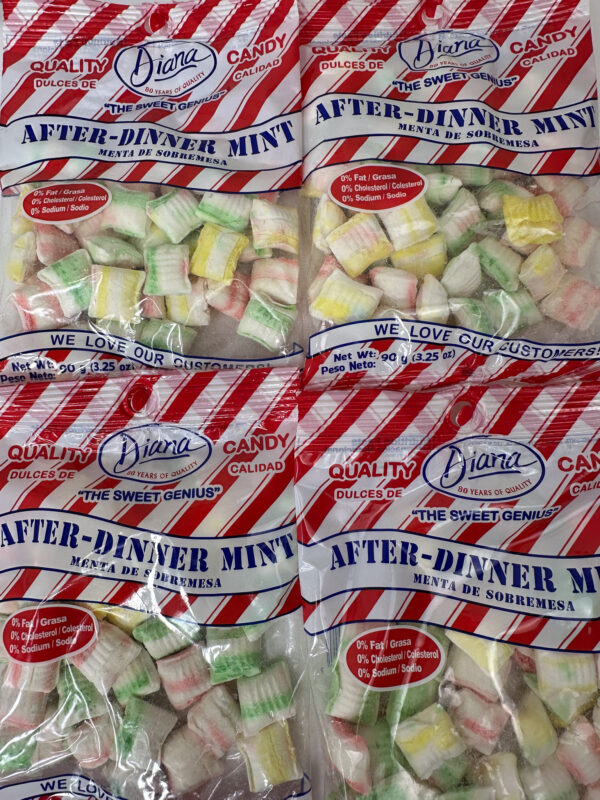 QUALITY Diana CANDY
DULCES DE 80 YEARS OF QUALITY CALIDAD
"THE SWEET GENIUS"
AFTER-DINNER MINT
MENTA DE SOBREMESA
0% Fat / Grasa
0% Cholesterol / Colesterol
0% Sodium / Sodio
WE LOVE OUR CUSTOMERS!
Net Wt: 90 g (3.25 oz)
Peso Neto:
QUALITY Diana CANDY
DULCES DE 80 YEARS OF QUALITY CALIDAD
"THE SWEET GENIUS"
AFTER-DINNER MINT
MENTA DE SOBREMESA
0% Fat / Grasa
0% Cholesterol / Colesterol
0% Sodium / Sodio
WE LOVE OUR CUSTOMERS!
Net Wt: 90 g (3.25 oz)
Peso Neto:
QUALITY Diana CANDY
DULCES DE 80 YEARS OF QUALITY CALIDAD
"THE SWEET GENIUS"
AFTER-DINNER MINT
MENTA DE SOBREMESA
0% Fat / Grasa
0% Cholesterol / Colesterol
0% Sodium / Sodio
WE LOVE OUR CUS
QUALITY Diana CAN
DULCES DE 80 YEARS OF QUALITY CALI
"THE SWEET GENIUS"
AFTER-DINNER MI
MENTA DE SOBREMESA
0% Fat / Grasa
0% Cholesterol / Colesterol
0% Sodium / Sodio